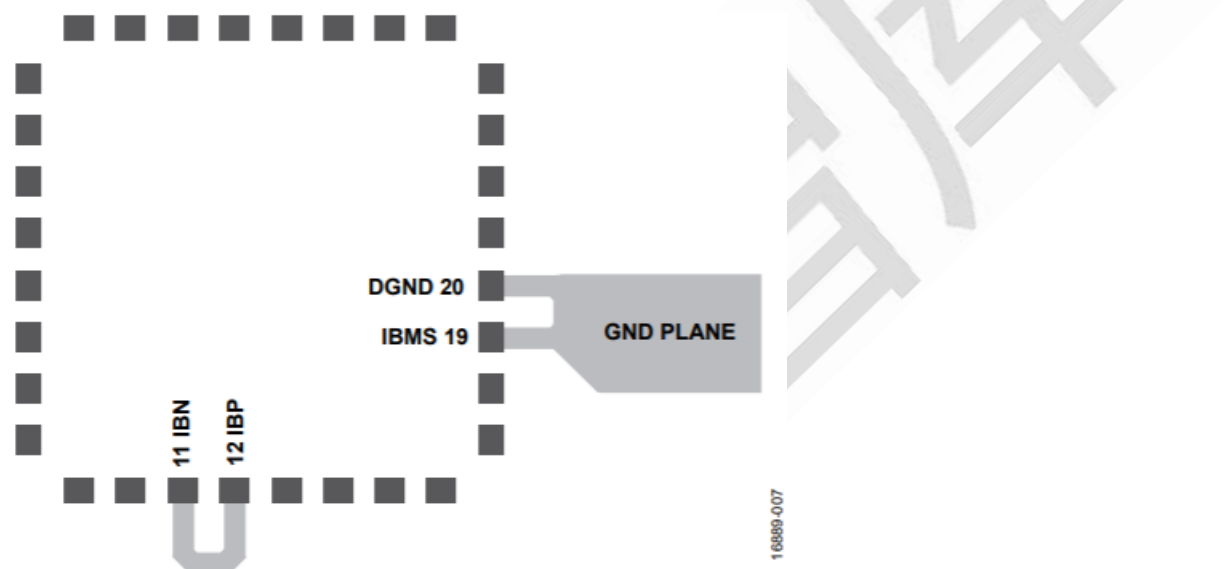 DGND 20
IBMS 19
GND PLANE
11 IBN
12 IBP
16889-007